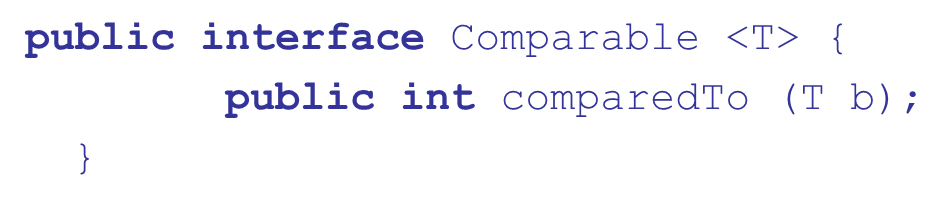 public interface Comparable <T> {
public int comparedTo (T b);
}